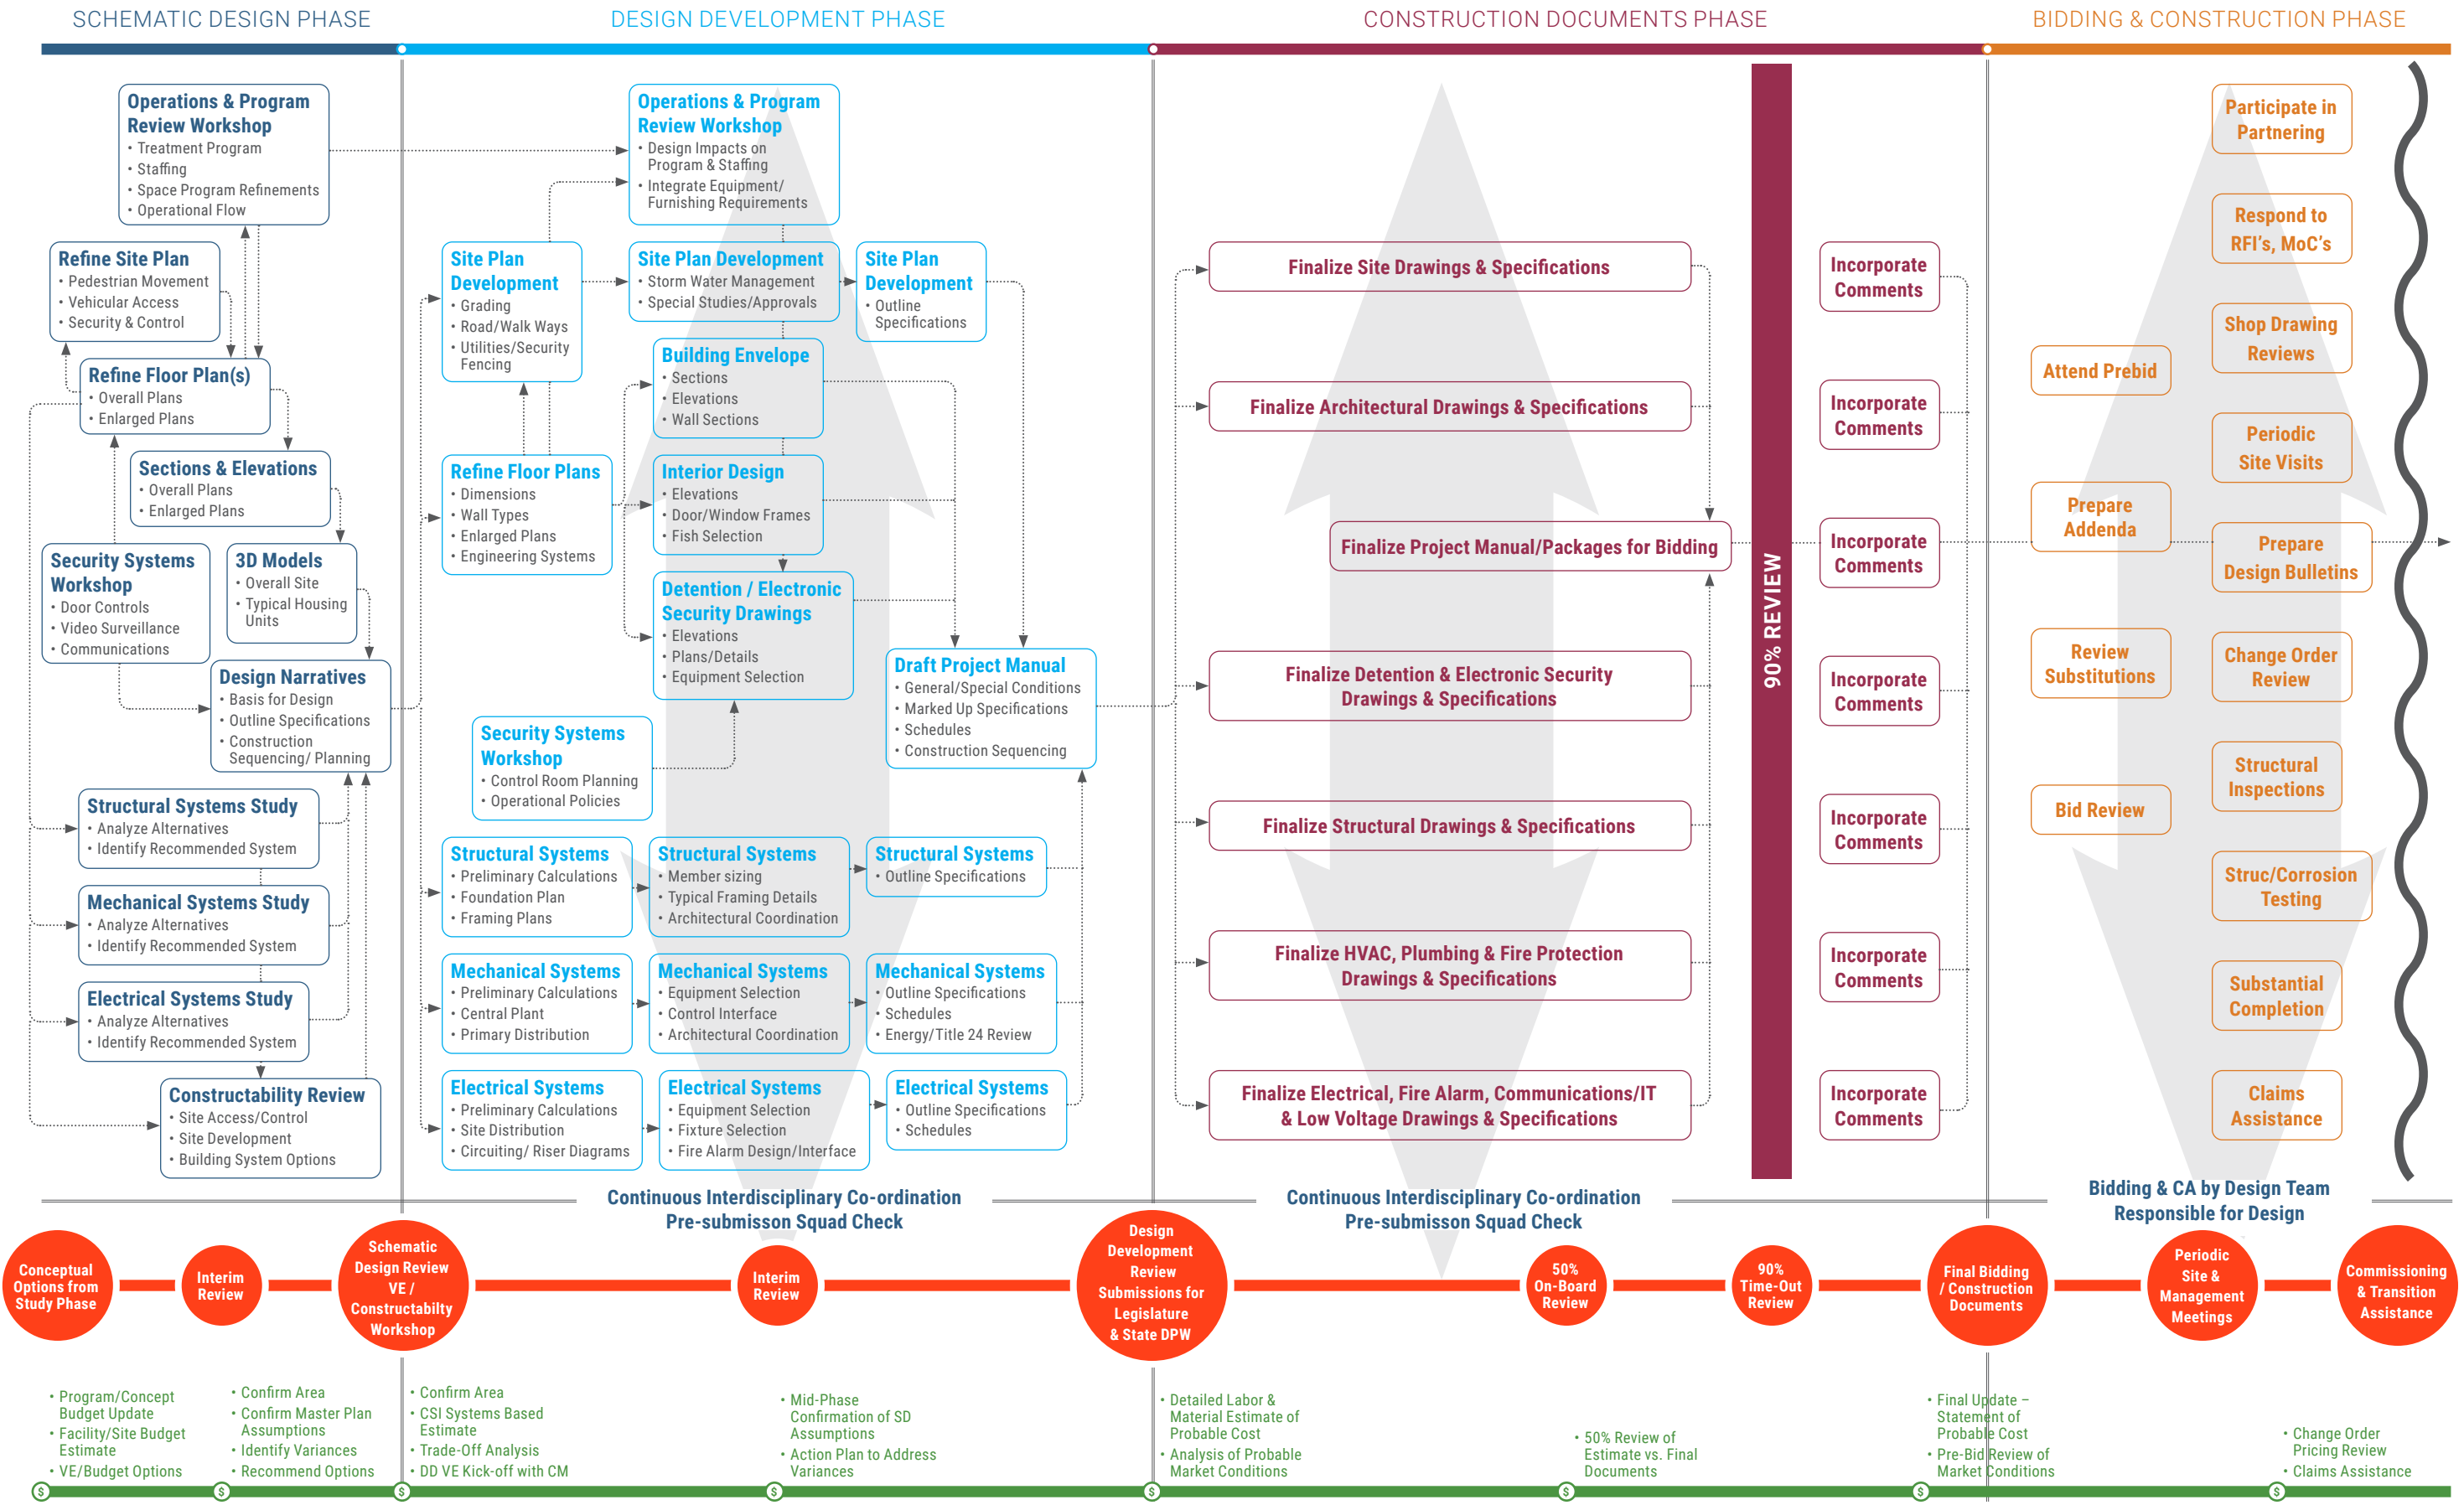 SCHEMATIC DESIGN PHASE
DESIGN DEVELOPMENT PHASE
CONSTRUCTION DOCUMENTS PHASE
BIDDING & CONSTRUCTION PHASE
Operations & Program
Review Workshop
• Treatment Program
• Staffing
• Space Program Refinements
• Operational Flow
Refine Site Plan
• Pedestrian Movement
• Vehicular Access
• Security & Control
Refine Floor Plan(s)
• Overall Plans
• Enlarged Plans
Sections & Elevations
• Overall Plans
• Enlarged Plans
Security Systems
Workshop
• Door Controls
• Video Surveillance
• Communications
3D Models
• Overall Site
• Typical Housing
Units
Design Narratives
• Basis for Design
• Outline Specifications
• Construction
Sequencing/ Planning
Structural Systems Study
• Analyze Alternatives
• Identify Recommended System
Mechanical Systems Study
• Analyze Alternatives
• Identify Recommended System
Electrical Systems Study
• Analyze Alternatives
• Identify Recommended System
Constructability Review
• Site Access/Control
• Site Development
• Building System Options
Operations & Program
Review Workshop
• Design Impacts on
Program & Staffing
• Integrate Equipment/
Furnishing Requirements
Site Plan
Development
• Grading
• Road/Walk Ways
• Utilities/Security
Fencing
Site Plan Development
• Storm Water Management
• Special Studies/Approvals
Site Plan
Development
• Outline
Specifications
Building Envelope
• Sections
• Elevations
• Wall Sections
Refine Floor Plans
• Dimensions
• Wall Types
• Enlarged Plans
• Engineering Systems
Interior Design
• Elevations
• Door/Window Frames
• Fish Selection
Detention / Electronic
Security Drawings
• Elevations
• Plans/Details
• Equipment Selection
Draft Project Manual
• General/Special Conditions
• Marked Up Specifications
• Schedules
• Construction Sequencing
Security Systems
Workshop
• Control Room Planning
• Operational Policies
Structural Systems
• Preliminary Calculations
• Foundation Plan
• Framing Plans
Structural Systems
• Member sizing
• Typical Framing Details
• Architectural Coordination
Structural Systems
• Outline Specifications
Mechanical Systems
• Preliminary Calculations
• Central Plant
• Primary Distribution
Mechanical Systems
• Equipment Selection
• Control Interface
• Architectural Coordination
Mechanical Systems
• Outline Specifications
• Schedules
• Energy/Title 24 Review
Electrical Systems
• Preliminary Calculations
• Site Distribution
• Circuiting/ Riser Diagrams
Electrical Systems
• Equipment Selection
• Fixture Selection
• Fire Alarm Design/Interface
Electrical Systems
• Outline Specifications
• Schedules
Finalize Site Drawings & Specifications
Finalize Architectural Drawings & Specifications
Finalize Project Manual/Packages for Bidding
Finalize Detention & Electronic Security
Drawings & Specifications
Finalize Structural Drawings & Specifications
Finalize HVAC, Plumbing & Fire Protection
Drawings & Specifications
Finalize Electrical, Fire Alarm, Communications/IT
& Low Voltage Drawings & Specifications
90% REVIEW
Incorporate
Comments
Incorporate
Comments
Incorporate
Comments
Incorporate
Comments
Incorporate
Comments
Incorporate
Comments
Incorporate
Comments
Attend Prebid
Prepare
Addenda
Review
Substitutions
Bid Review
Participate in
Partnering
Respond to
RFI's, MoC's
Shop Drawing
Reviews
Periodic
Site Visits
Prepare
Design Bulletins
Change Order
Review
Structural
Inspections
Struc/Corrosion
Testing
Substantial
Completion
Claims
Assistance
Continuous Interdisciplinary Co-ordination
Pre-submisson Squad Check
Continuous Interdisciplinary Co-ordination
Pre-submisson Squad Check
Bidding & CA by Design Team
Responsible for Design
Conceptual
Options from
Study Phase
Interim
Review
Schematic
Design Review
VE /
Constructabilty
Workshop
Interim
Review
Design
Development
Review
Submissions for
Legislature
& State DPW
50%
On-Board
Review
90%
Time-Out
Review
Final Bidding
/ Construction
Documents
Periodic
Site &
Management
Meetings
Commissioning
& Transition
Assistance
• Program/Concept
Budget Update
• Facility/Site Budget
Estimate
• VE/Budget Options
• Confirm Area
• Confirm Master Plan
Assumptions
• Identify Variances
• Recommend Options
• Confirm Area
• CSI Systems Based
Estimate
• Trade-Off Analysis
• DD VE Kick-off with CM
• Mid-Phase
Confirmation of SD
Assumptions
• Action Plan to Address
Variances
• Detailed Labor &
Material Estimate of
Probable Cost
• Analysis of Probable
Market Conditions
• 50% Review of
Estimate vs. Final
Documents
• Final Update –
Statement of
Probable Cost
• Pre-Bid Review of
Market Conditions
• Change Order
Pricing Review
• Claims Assistance
$ $ $ $ $ $ $ $